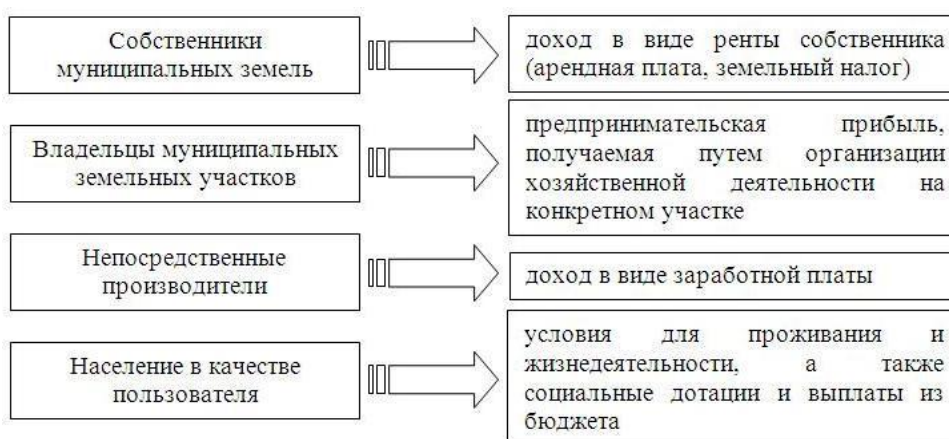 Собственники
муниципальных земель
доход в виде ренты собственника
(арендная плата, земельный налог)
Владельцы муниципальных
земельных участков
предпринимательская прибыль,
получаемая путем организации
хозяйственной деятельности на
конкретном участке
Непосредственные
производители
доход в виде заработной платы
Население в качестве
пользователя
условия для проживания и
жизнедеятельности, а также
социальные дотации и выплаты из
бюджета